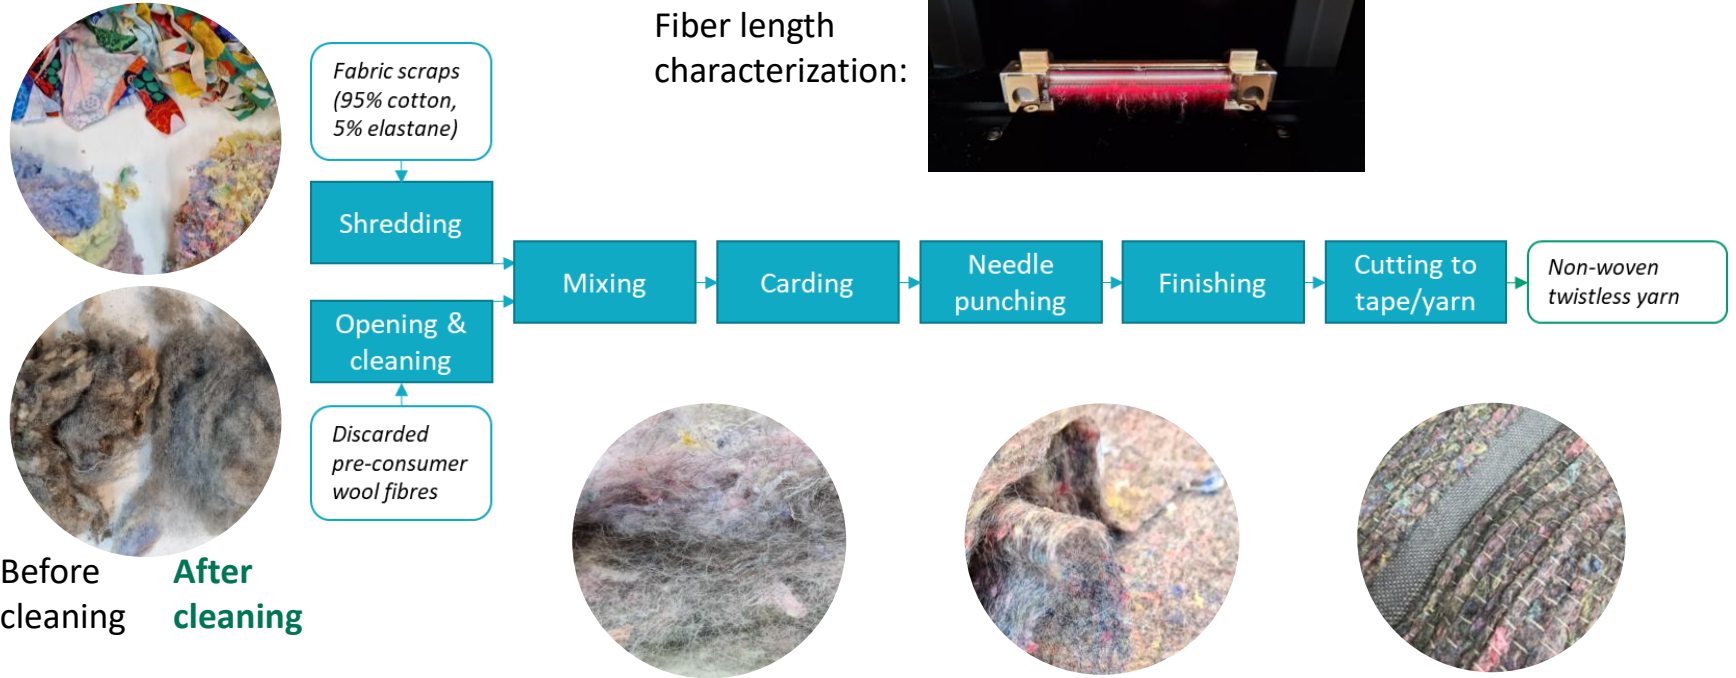 Fiber length
characterization:
Fabric scraps
(95% cotton,
5% elastane)
Shredding
Opening &
cleaning
Discarded
pre-consumer
wool fibres
Mixing
Carding
Needle
punching
Finishing
Cutting to
tape/yarn
Non-woven
twistless yarn
Before
cleaning
After
cleaning